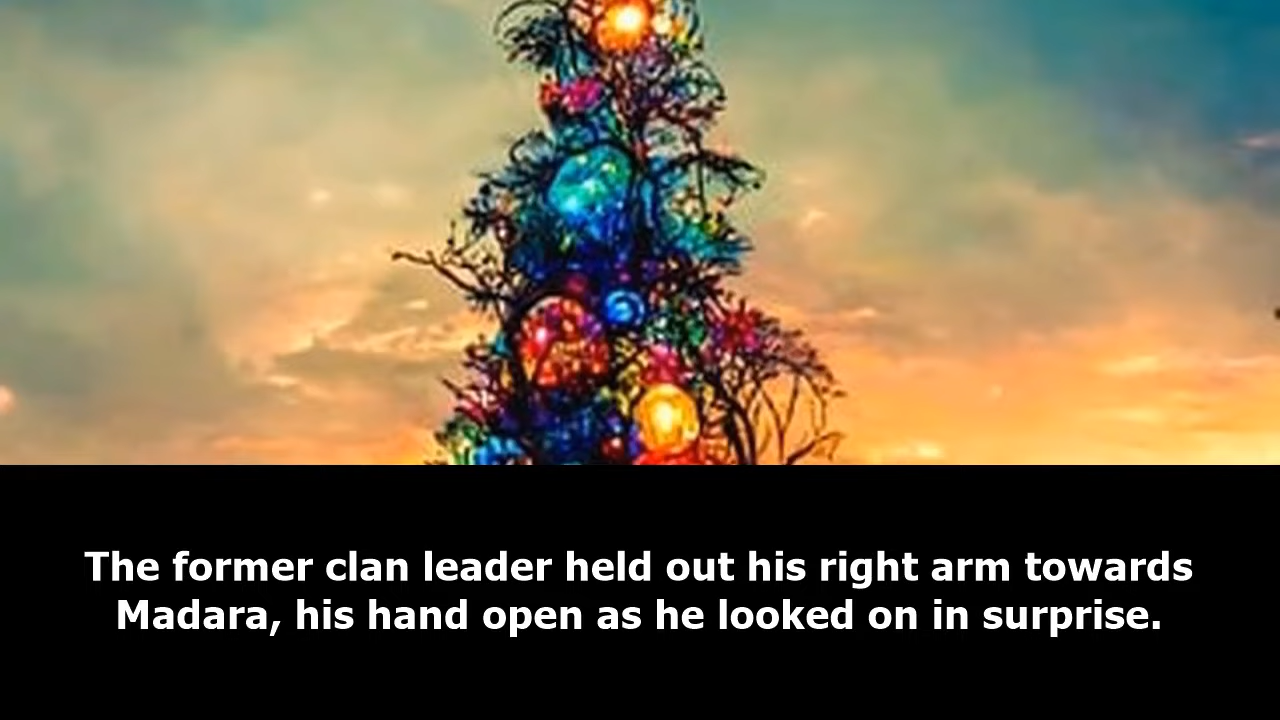 The former clan leader held out his right arm towards
Madara, his hand open as he looked on in surprise.